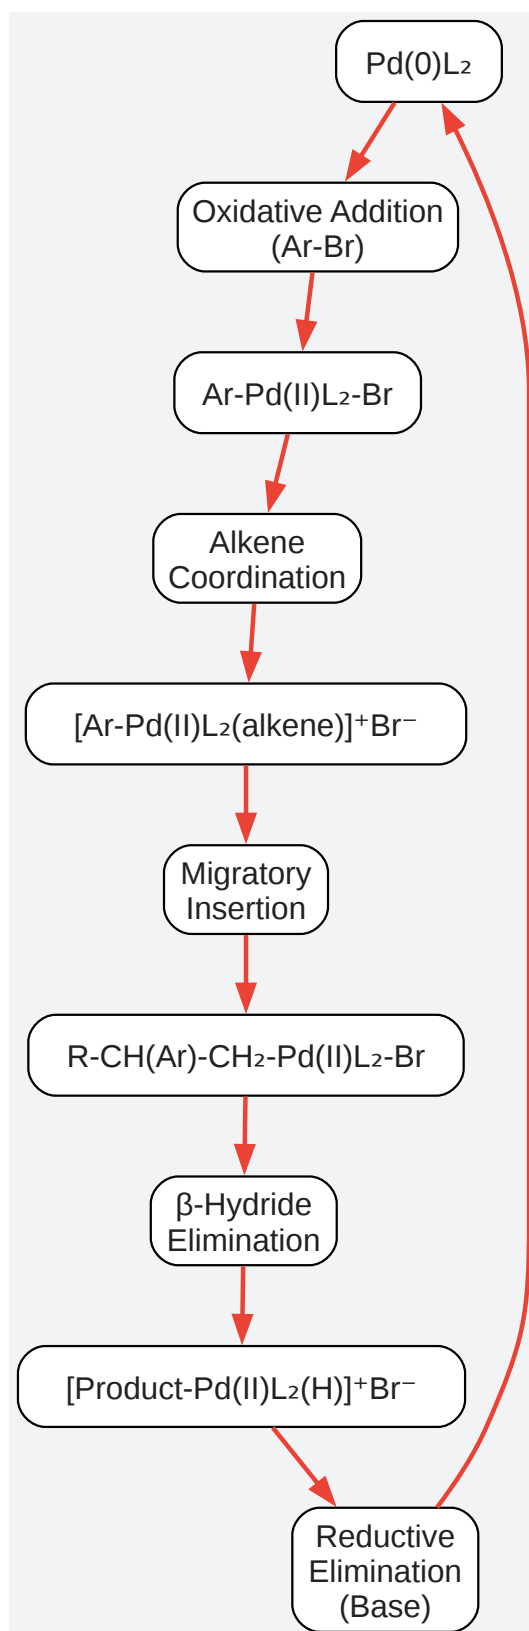 Pd(0)L₂
Oxidative Addition
(Ar-Br)
Ar-Pd(II)L₂-Br
Alkene
Coordination
[Ar-Pd(II)L₂(alkene)]⁺Br⁻
Migratory
Insertion
R-CH(Ar)-CH₂-Pd(II)L₂-Br
β-Hydride
Elimination
[Product-Pd(II)L₂(H)]⁺Br⁻
Reductive
Elimination
(Base)